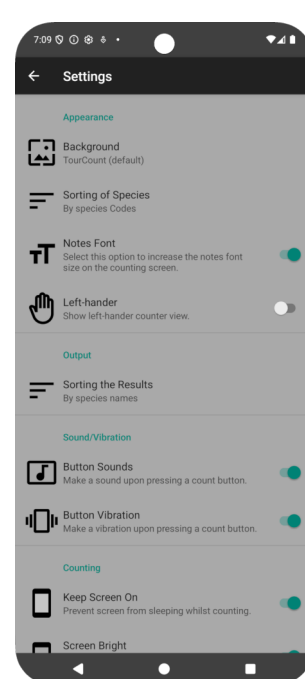 7:09
Settings
Appearance
Background
TourCount (default)
Sorting of Species
By species Codes
Notes Font
Select this option to increase the notes font
size on the counting screen.
Left-hander
Show left-hander counter view.
Output
Sorting the Results
By species names
Sound/Vibration
Button Sounds
Make a sound upon pressing a count button.
Button Vibration
Make a vibration upon pressing a count button.
Counting
Keep Screen On
Prevent screen from sleeping whilst counting.
Screen Bright